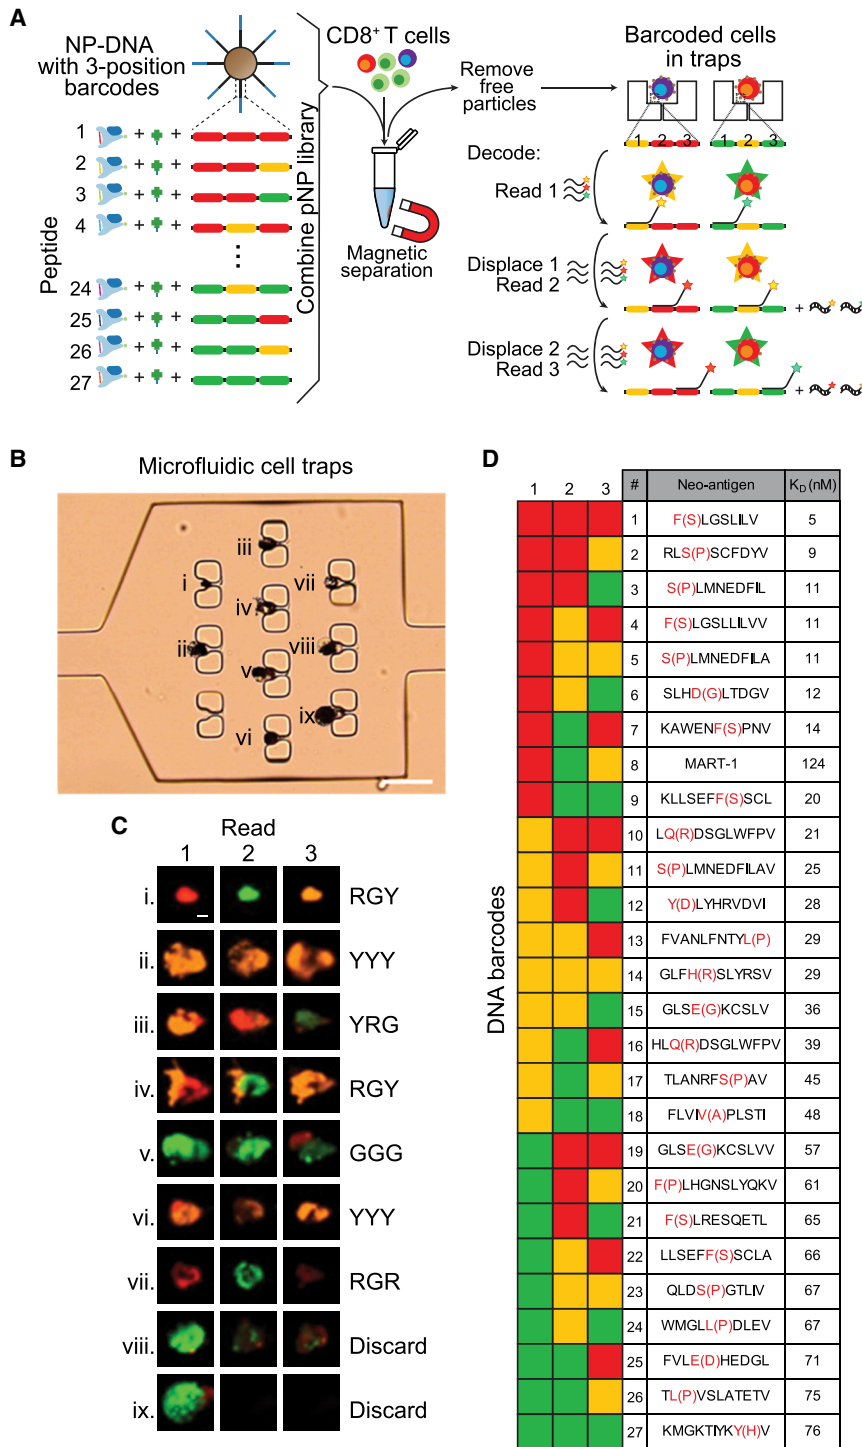 A
NP-DNA
with 3-position
barcodes
Peptide
1 + +
2 + +
3 + +
4 + +
⋮
24 + +
25 + +
26 + +
27 + +
Combine pNP library
CD8+ T cells
Magnetic
separation
Remove
free
particles
Barcoded cells
in traps
1 2 3 1 2 3
Decode:
Read 1
Displace 1
Read 2
+
Displace 2
Read 3
+
B
Microfluidic cell traps
i
ii
iii
iv
v
vi
vii
viii
ix
C
Read
1 2 3
i. RGY
ii. YYY
iii. YRG
iv. RGY
v. GGG
vi. YYY
vii. RGR
viii. Discard
ix. Discard
D
DNA barcodes
1 2 3 # Neo-antigen KD (nM)
1 F(S)LGSLILV 5
2 RLS(P)SCFDYV 9
3 S(P)LMNEDFIL 11
4 F(S)LGSLLILVV 11
5 S(P)LMNEDFILA 11
6 SLHD(G)LTDGV 12
7 KAWENF(S)PNV 14
8 MART-1 124
9 KLLSEFF(S)SCL 20
10 LQ(R)DSGLWFPV 21
11 S(P)LMNEDFILAV 25
12 Y(D)LYHRVDVI 28
13 FVANLFNTYL(P) 29
14 GLFH(R)SLYRSV 29
15 GLSE(G)KCSLV 36
16 HLQ(R)DSGLWFPV 39
17 TLANRFS(P)AV 45
18 FLVIV(A)PLSTI 48
19 GLSE(G)KCSLVV 57
20 F(P)LHGNSLYQKV 61
21 F(S)LRESQETL 65
22 LLSEFF(S)SCLA 66
23 QLDS(P)GTLIV 67
24 WMGLL(P)DLEV 67
25 FVLE(D)HEDGL 71
26 TL(P)VSLATETV 75
27 KMGKTIYKY(H)V 76